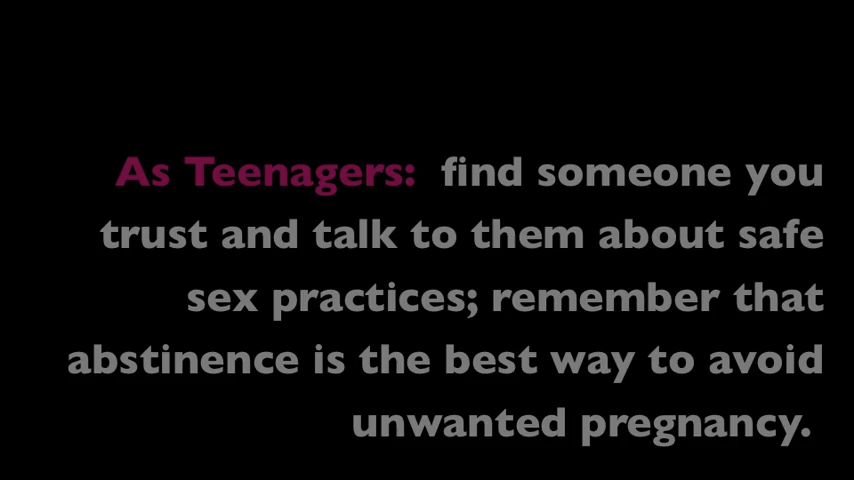 As Teenagers: find someone you
trust and talk to them about safe
sex practices; remember that
abstinence is the best way to avoid
unwanted pregnancy.